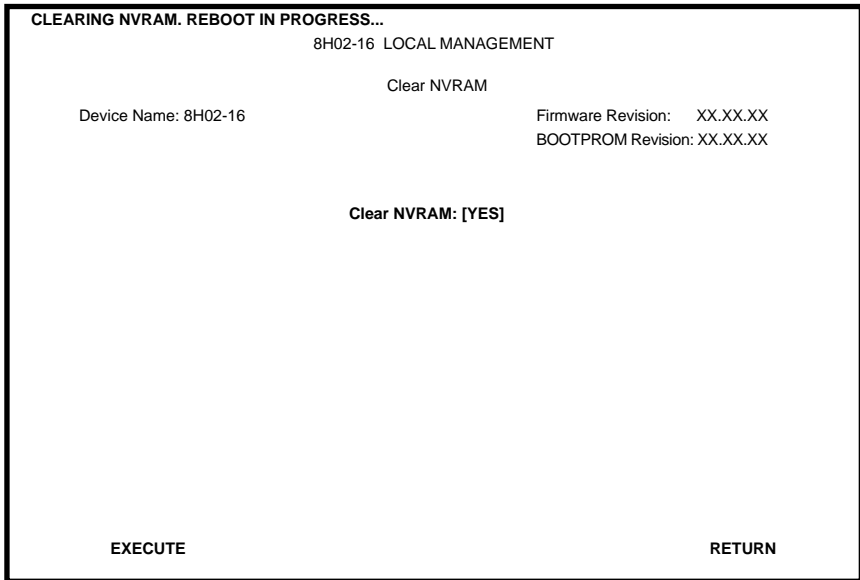 CLEARING NVRAM. REBOOT IN PROGRESS...
8H02-16 LOCAL MANAGEMENT
Clear NVRAM
Device Name: 8H02-16 Firmware Revision: XX.XX.XX
BOOTPROM Revision: XX.XX.XX
Clear NVRAM: [YES]
EXECUTE RETURN